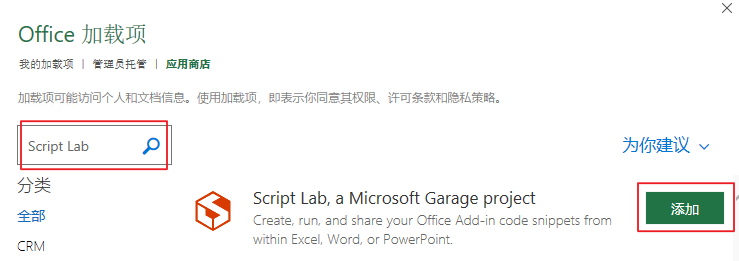 Office 加载项
我的加载项 | 管理员托管 | 应用商店
加载项可能访问个人和文档信息。使用加载项，即表示你同意其权限、许可条款和隐私策略。
Script Lab
为你建议
分类
全部
CRM
Script Lab, a Microsoft Garage project
Create, run, and share your Office Add-in code snippets from
within Excel, Word, or PowerPoint.
添加